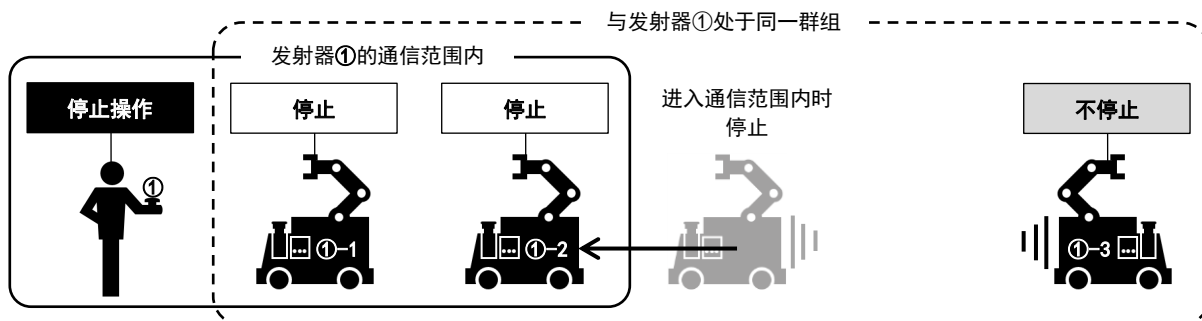 与发射器①处于同一群组
发射器①的通信范围内
停止操作
停止
停止
进入通信范围内时
停止
不停止
①
①-1
①-2
①-3